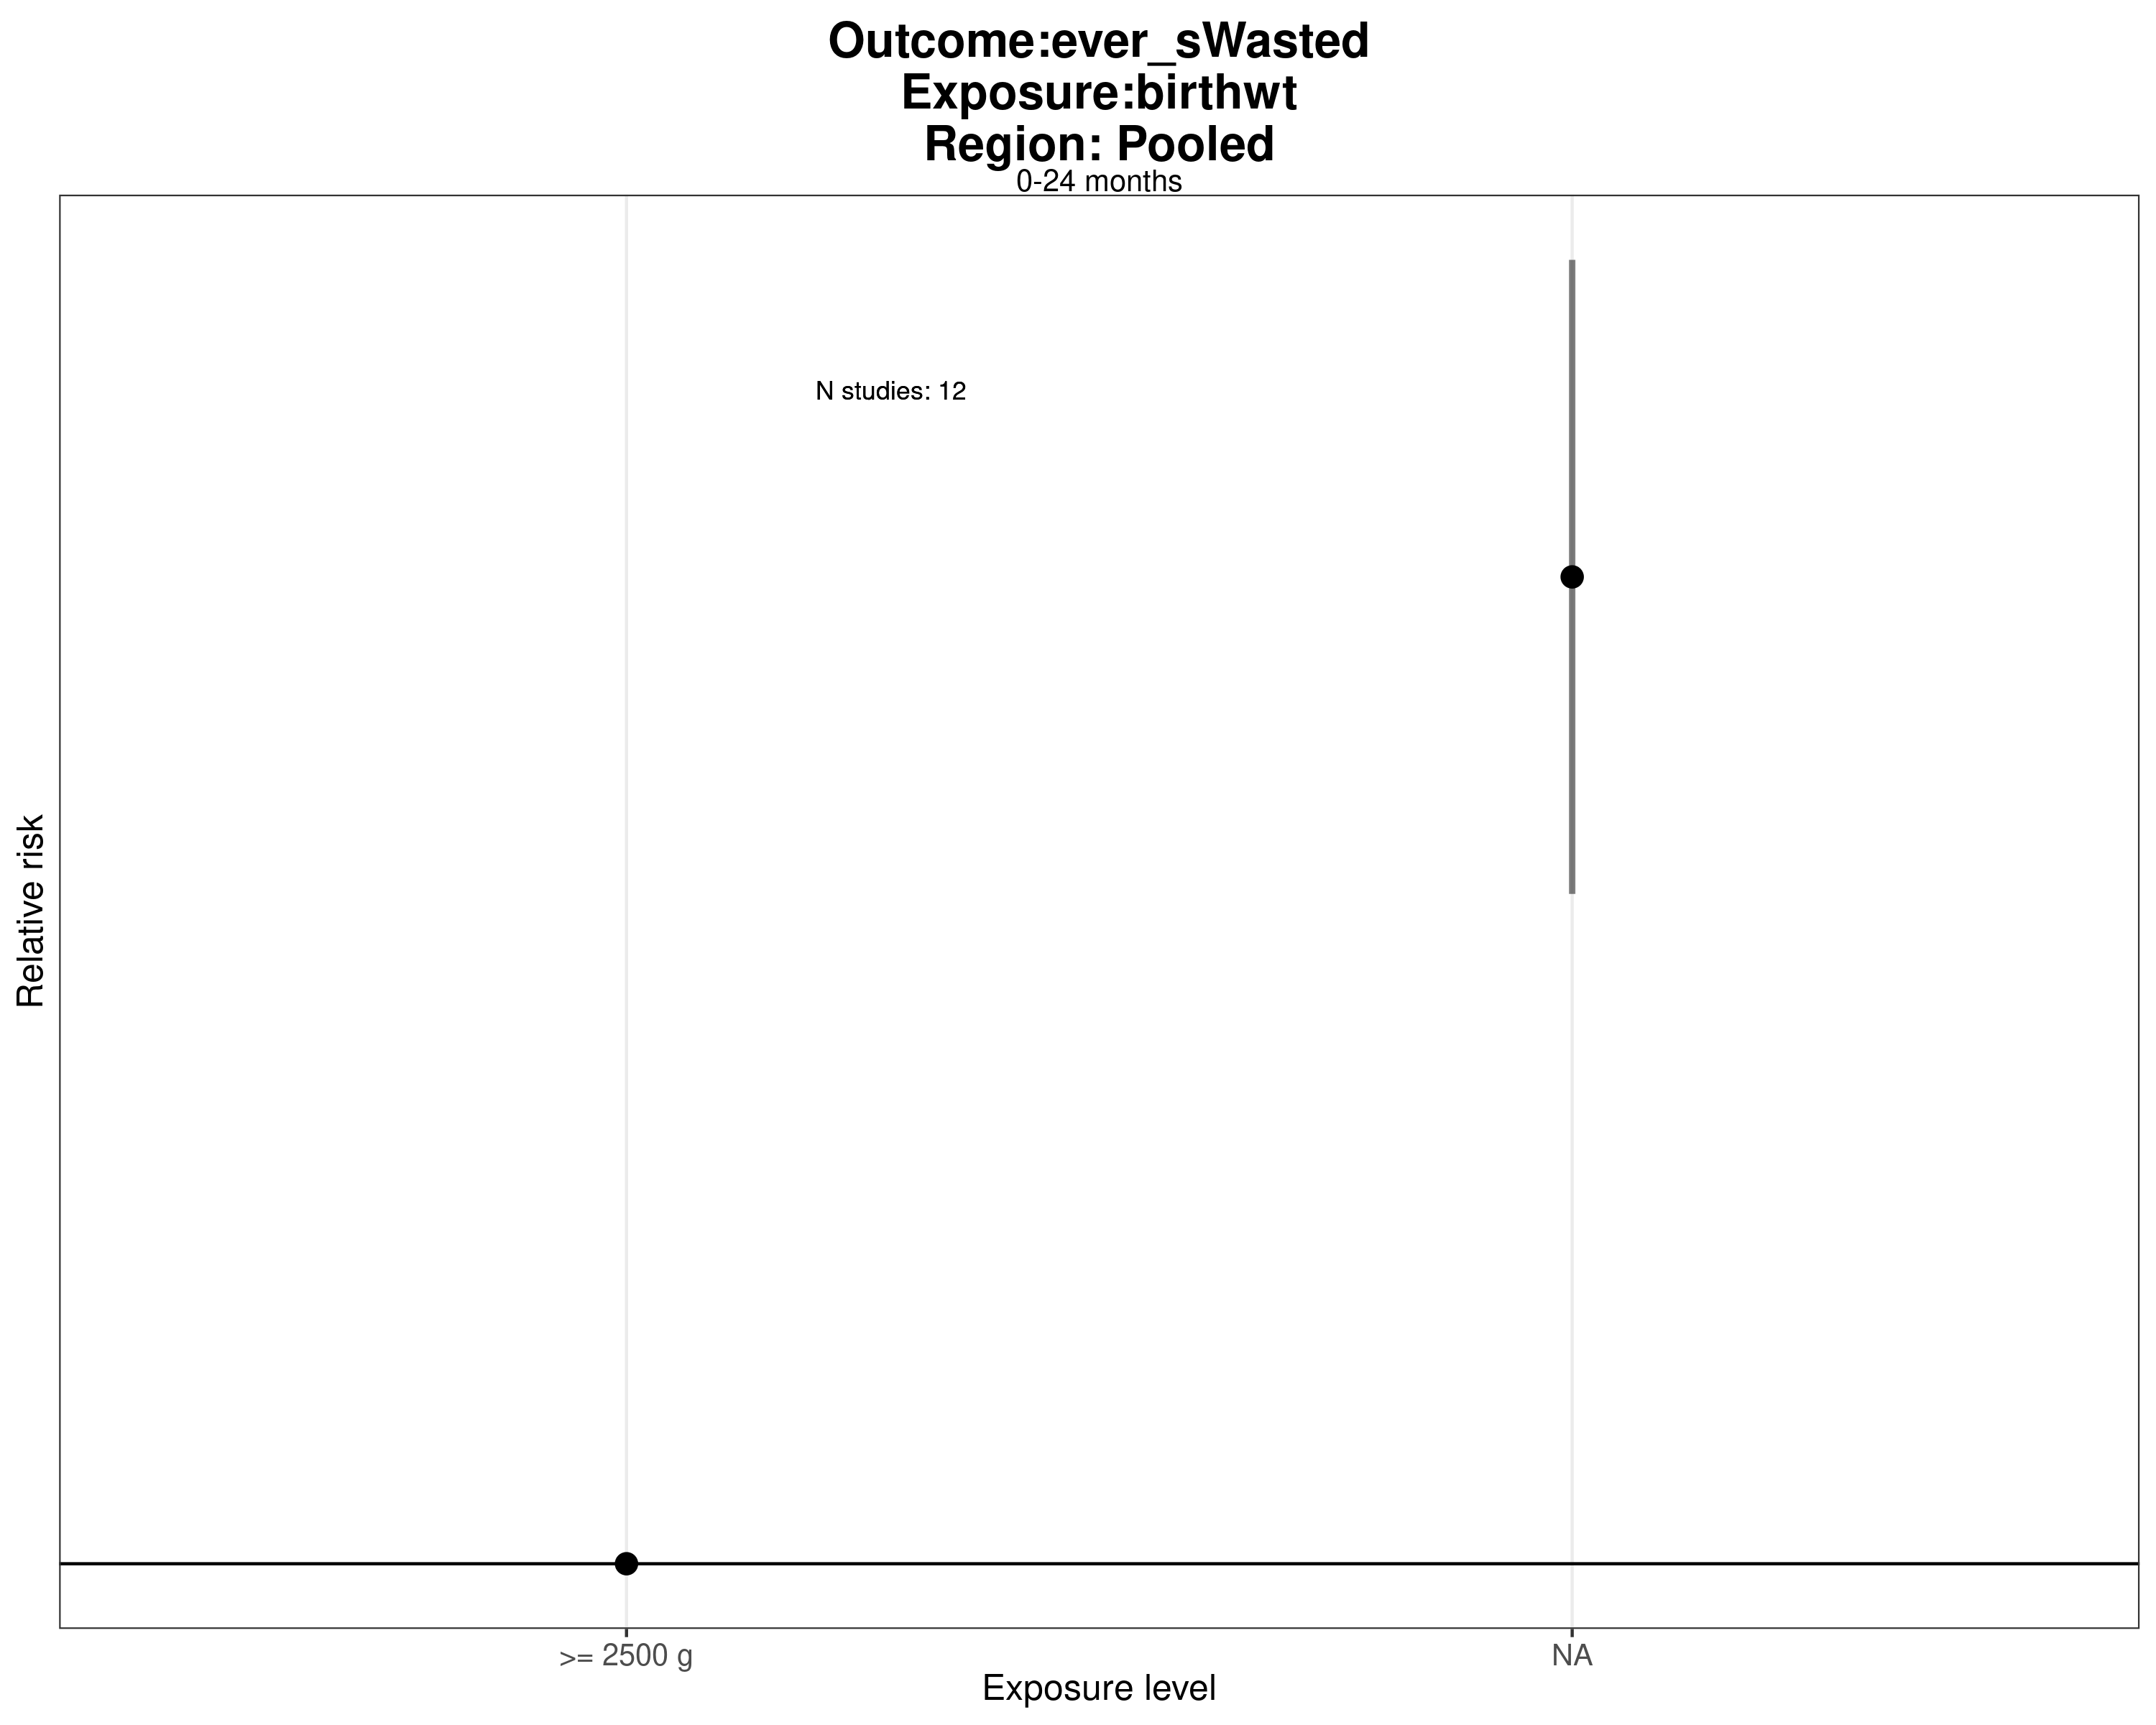 Outcome:ever_sWasted
Exposure:birthwt
Region: Pooled
0-24 months
N studies: 12
Relative risk
>= 2500 g
NA
Exposure level